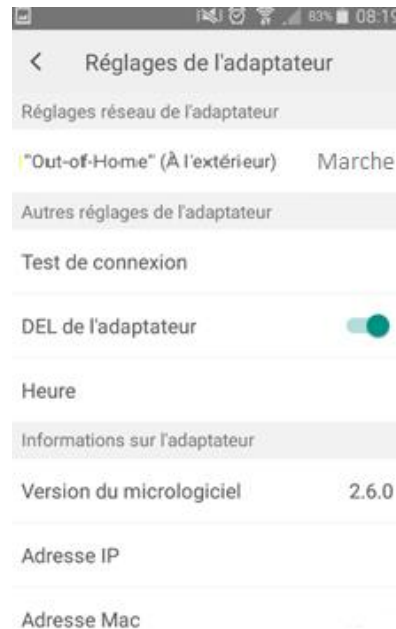 83% 08:19
Réglages de l'adaptateur
Réglages réseau de l'adaptateur
"Out-of-Home" (À l'extérieur) Marche
Autres réglages de l'adaptateur
Test de connexion
DEL de l'adaptateur
Heure
Informations sur l'adaptateur
Version du micrologiciel 2.6.0
Adresse IP
Adresse Mac